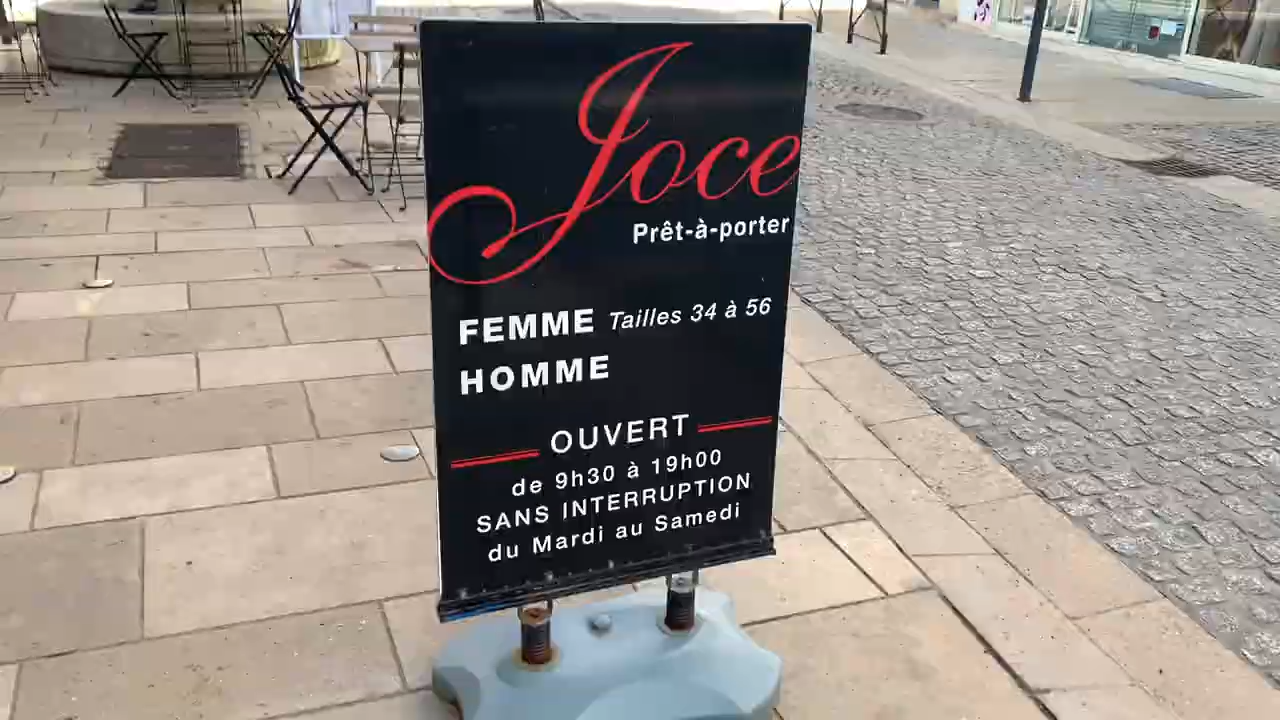 Joce
Prêt-à-porter
FEMME Tailles 34 à 56
HOMME
OUVERT
de 9h30 à 19h00
SANS INTERRUPTION
du Mardi au Samedi